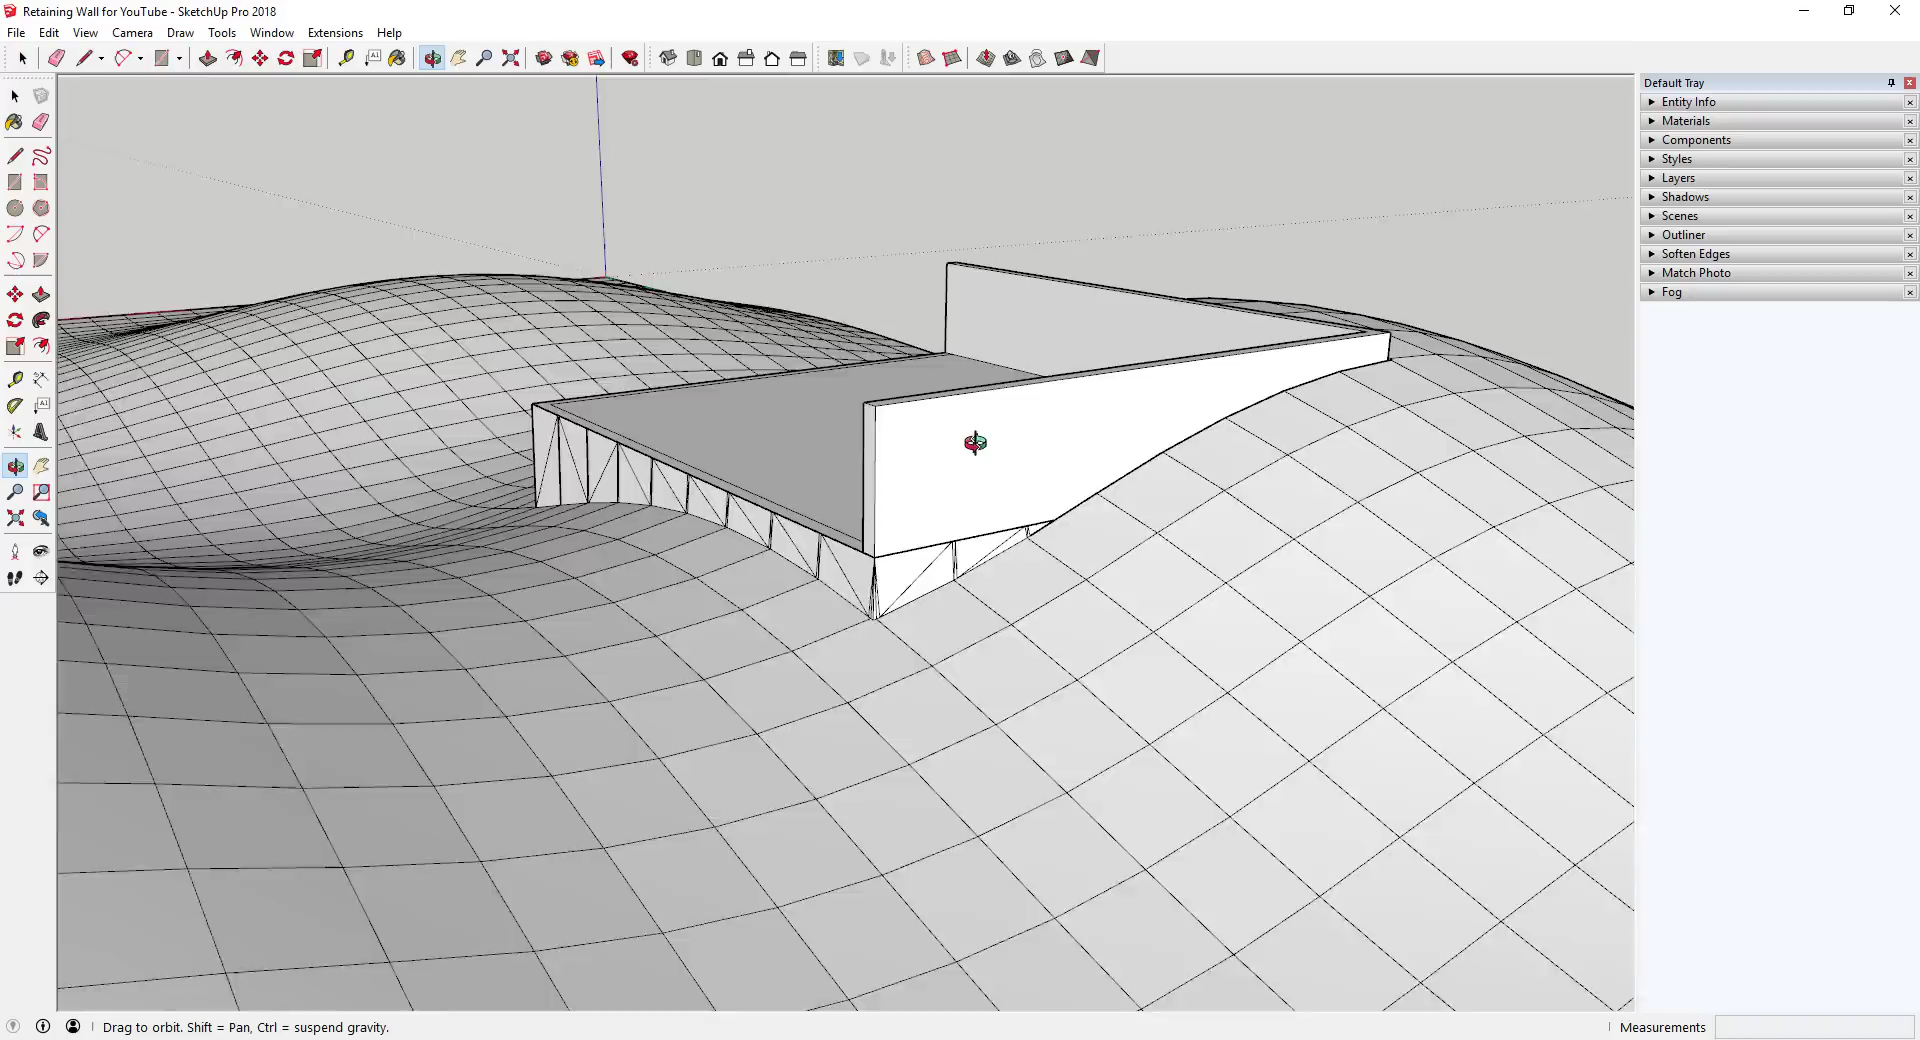 Retaining Wall for YouTube - SketchUp Pro 2018
File Edit View Camera Draw Tools Window Extensions Help
Default Tray
Entity Info
Materials
Components
Styles
Layers
Shadows
Scenes
Outliner
Soften Edges
Match Photo
Fog
Drag to orbit. Shift = Pan, Ctrl = suspend gravity.
Measurements